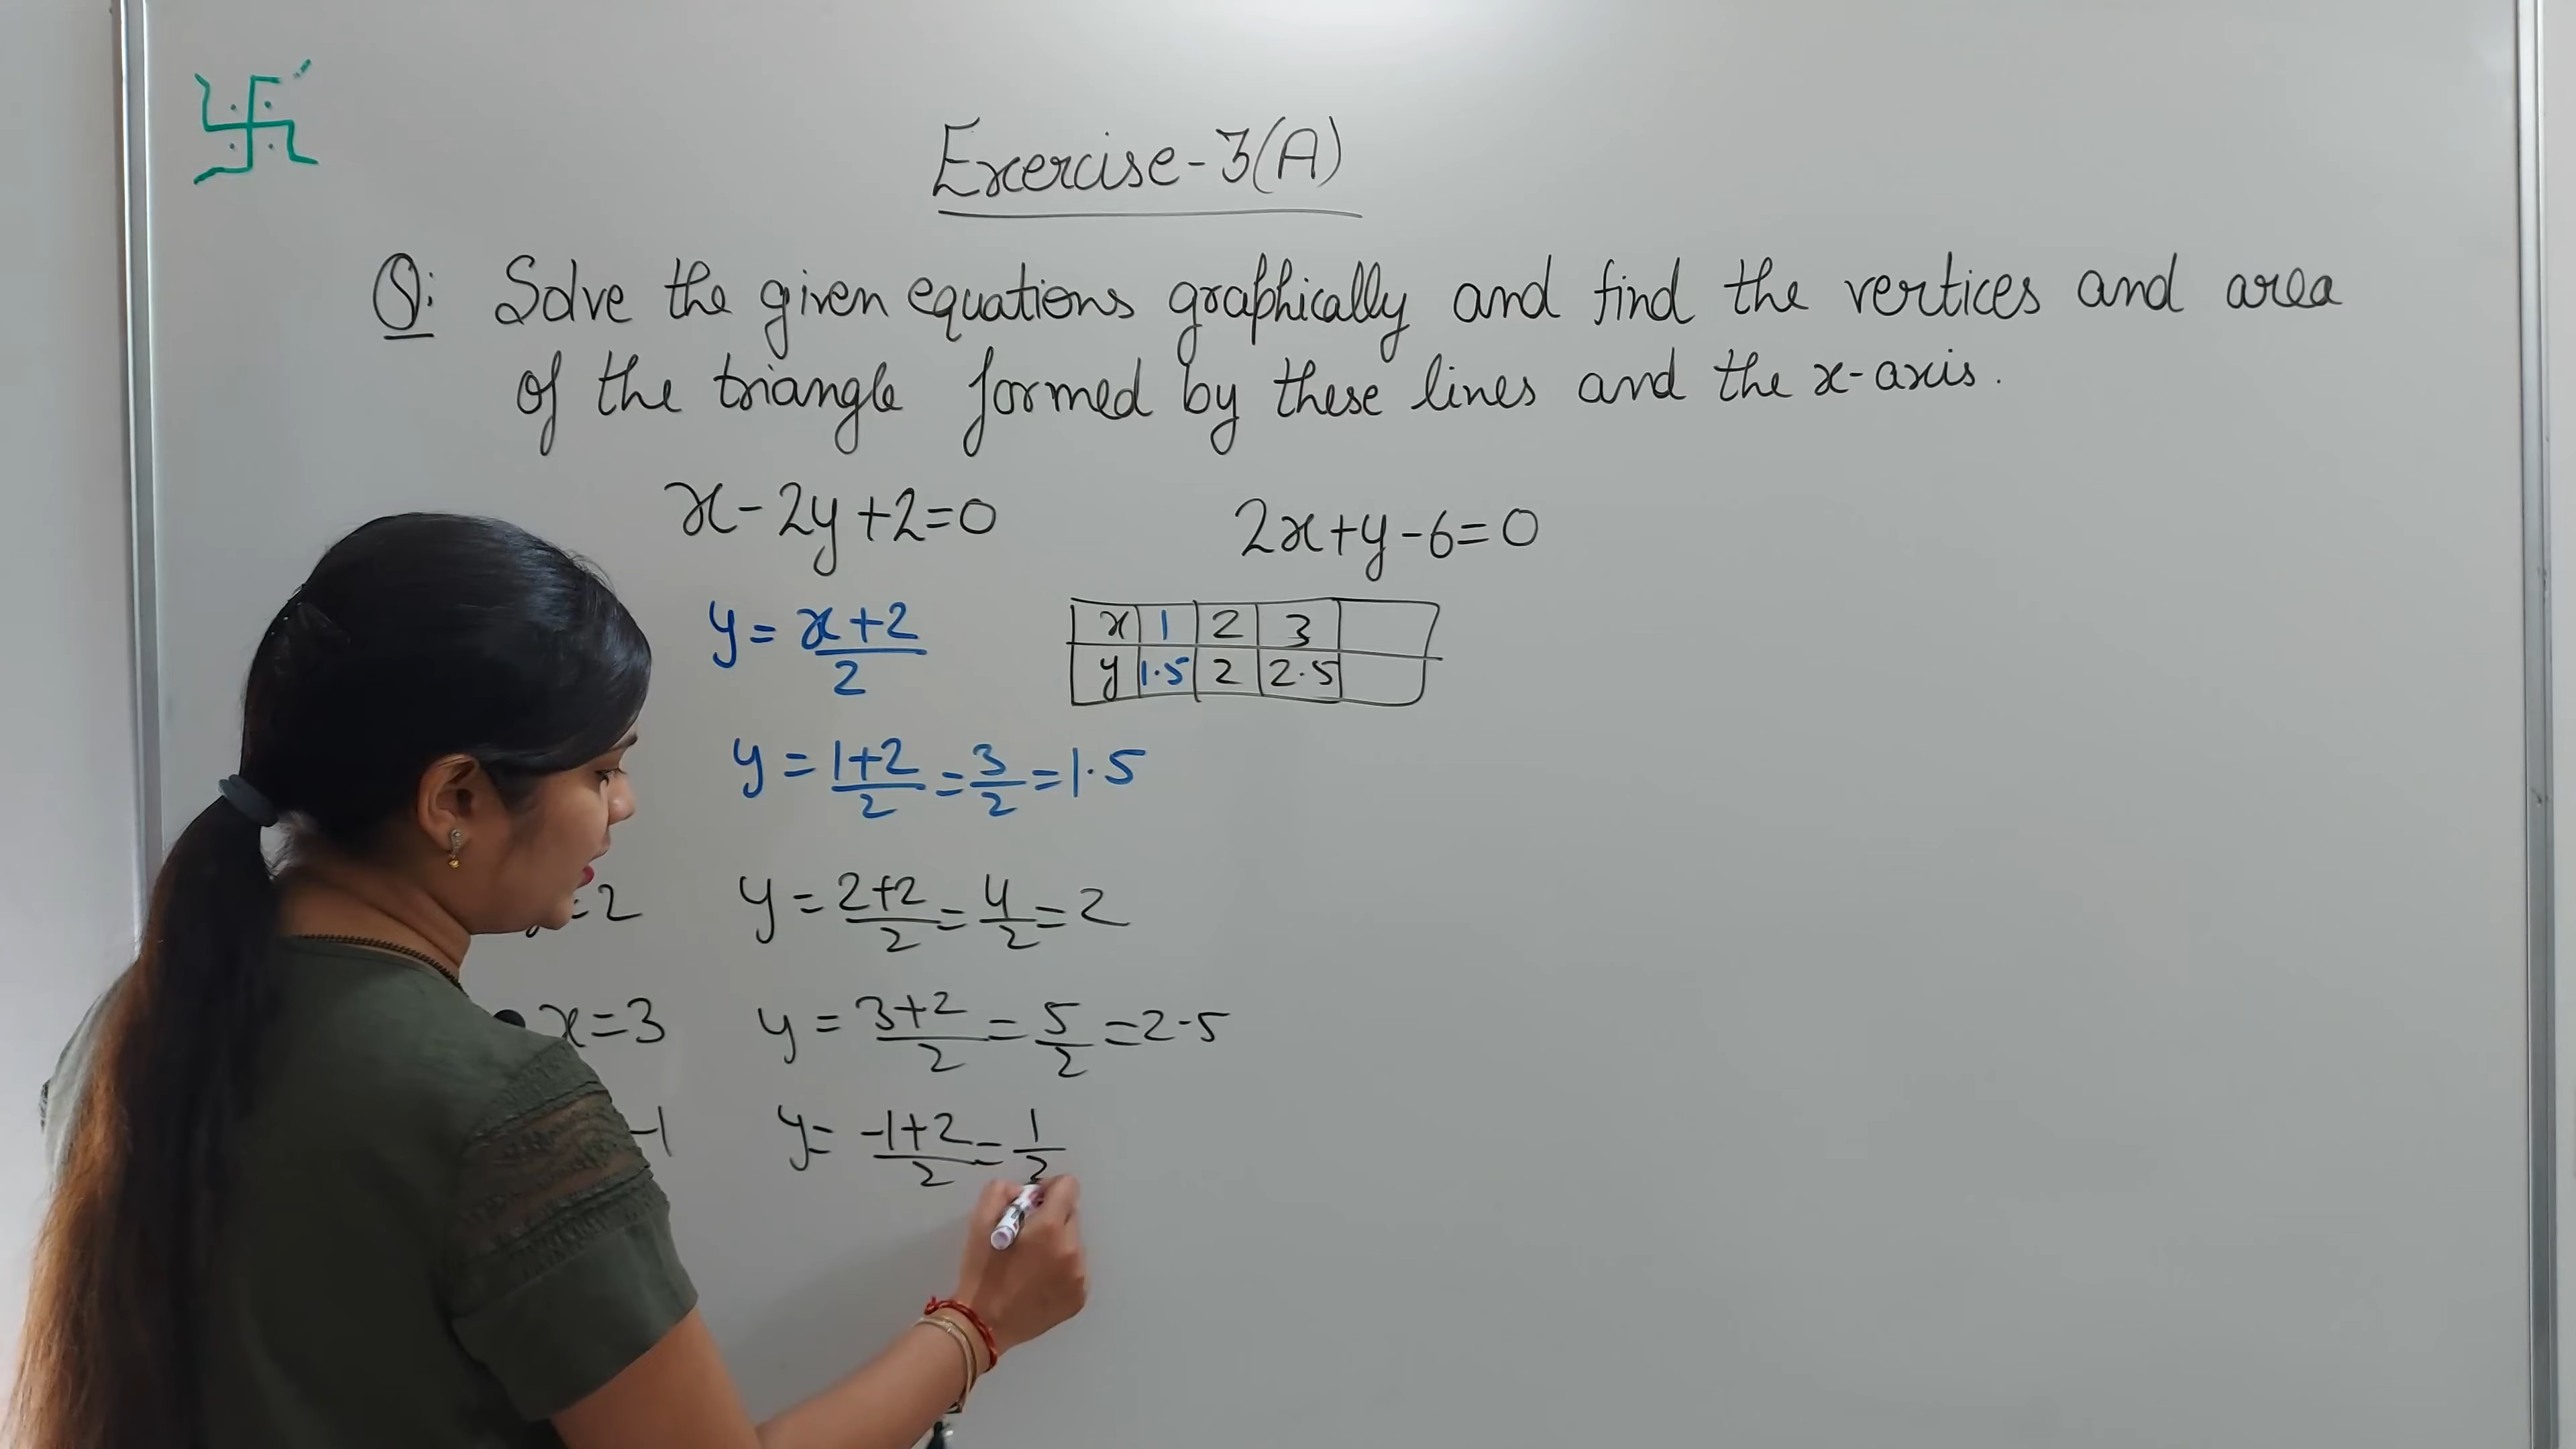 Exercise-3(A)
Q: Solve the given equations graphically and find the vertices and area
of the triangle formed by these lines and the x-axis.
x-2y+2=0
2x+y-6=0
y = x+2/2
x 1 2 3
y 1.5 2 2.5
y = 1+2/2 = 3/2 = 1.5
=2 y = 2+2/2 = 4/2 = 2
x=3 y = 3+2/2 = 5/2 = 2.5
-1 y = -1+2/2 = 1/2